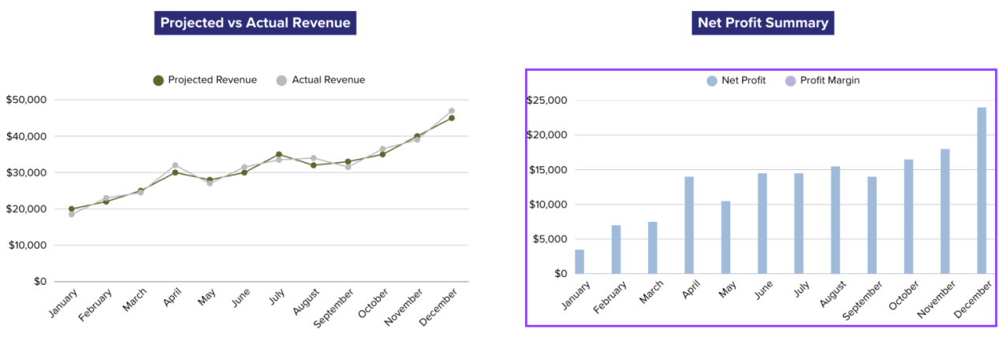 Projected vs Actual Revenue
Projected Revenue
Actual Revenue
$50,000
$40,000
$30,000
$20,000
$10,000
$0
January
February
March
April
May
June
July
August
September
October
November
December
Net Profit Summary
Net Profit
Profit Margin
$25,000
$20,000
$15,000
$10,000
$5,000
$0
January
February
March
April
May
June
July
August
September
October
November
December